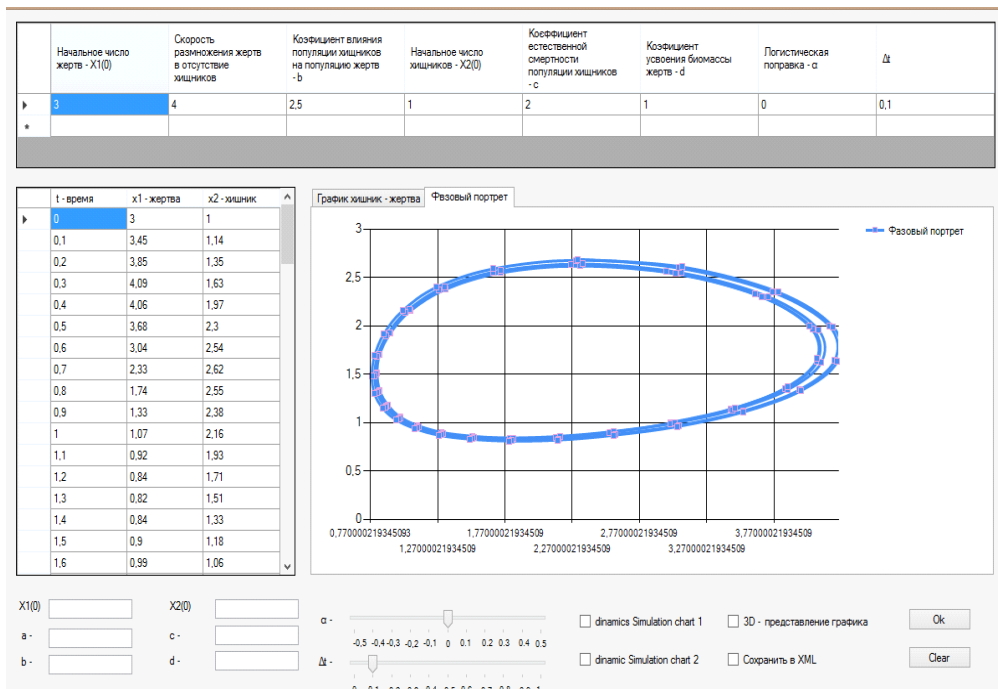 Начальное число
жертв - X1(0)
Скорость
размножения жертв
в отсутствие
хищников
Коэфициент влияния
популяции хищников
на популяцию жертв
- b
Начальное число
хищников - X2(0)
Коеффициент
естественной
смертности
популяции хищников
- c
Коэфициент
усвоения биомассы
жертв - d
Логистическая
поправка - α
Δt
3 4 2,5 1 2 1 0 0,1
t - время x1 - жертва x2 - хищник
0 3 1
0,1 3,45 1,14
0,2 3,85 1,35
0,3 4,09 1,63
0,4 4,06 1,97
0,5 3,68 2,3
0,6 3,04 2,54
0,7 2,33 2,62
0,8 1,74 2,55
0,9 1,33 2,38
1 1,07 2,16
1,1 0,92 1,93
1,2 0,84 1,71
1,3 0,82 1,51
1,4 0,84 1,33
1,5 0,9 1,18
1,6 0,99 1,06
График хищник - жертва Фвзовый портрет
3
2,5
2
1,5
1
0,5
0
0,770000219345093 1,77000021934509 2,77000021934509 3,77000021934509
1,27000021934509 2,27000021934509 3,27000021934509
Фазовый портрет
X1(0) X2(0)
a - c -
b - d -
α -
-0,5 -0,4 -0,3 -0,2 -0,1 0 0.1 0.2 0.3 0.4 0.5
Δt -
dinamics Simulation chart 1 3D - представление графика Ok
dinamic Simulation chart 2 Сохранить в XML Clear